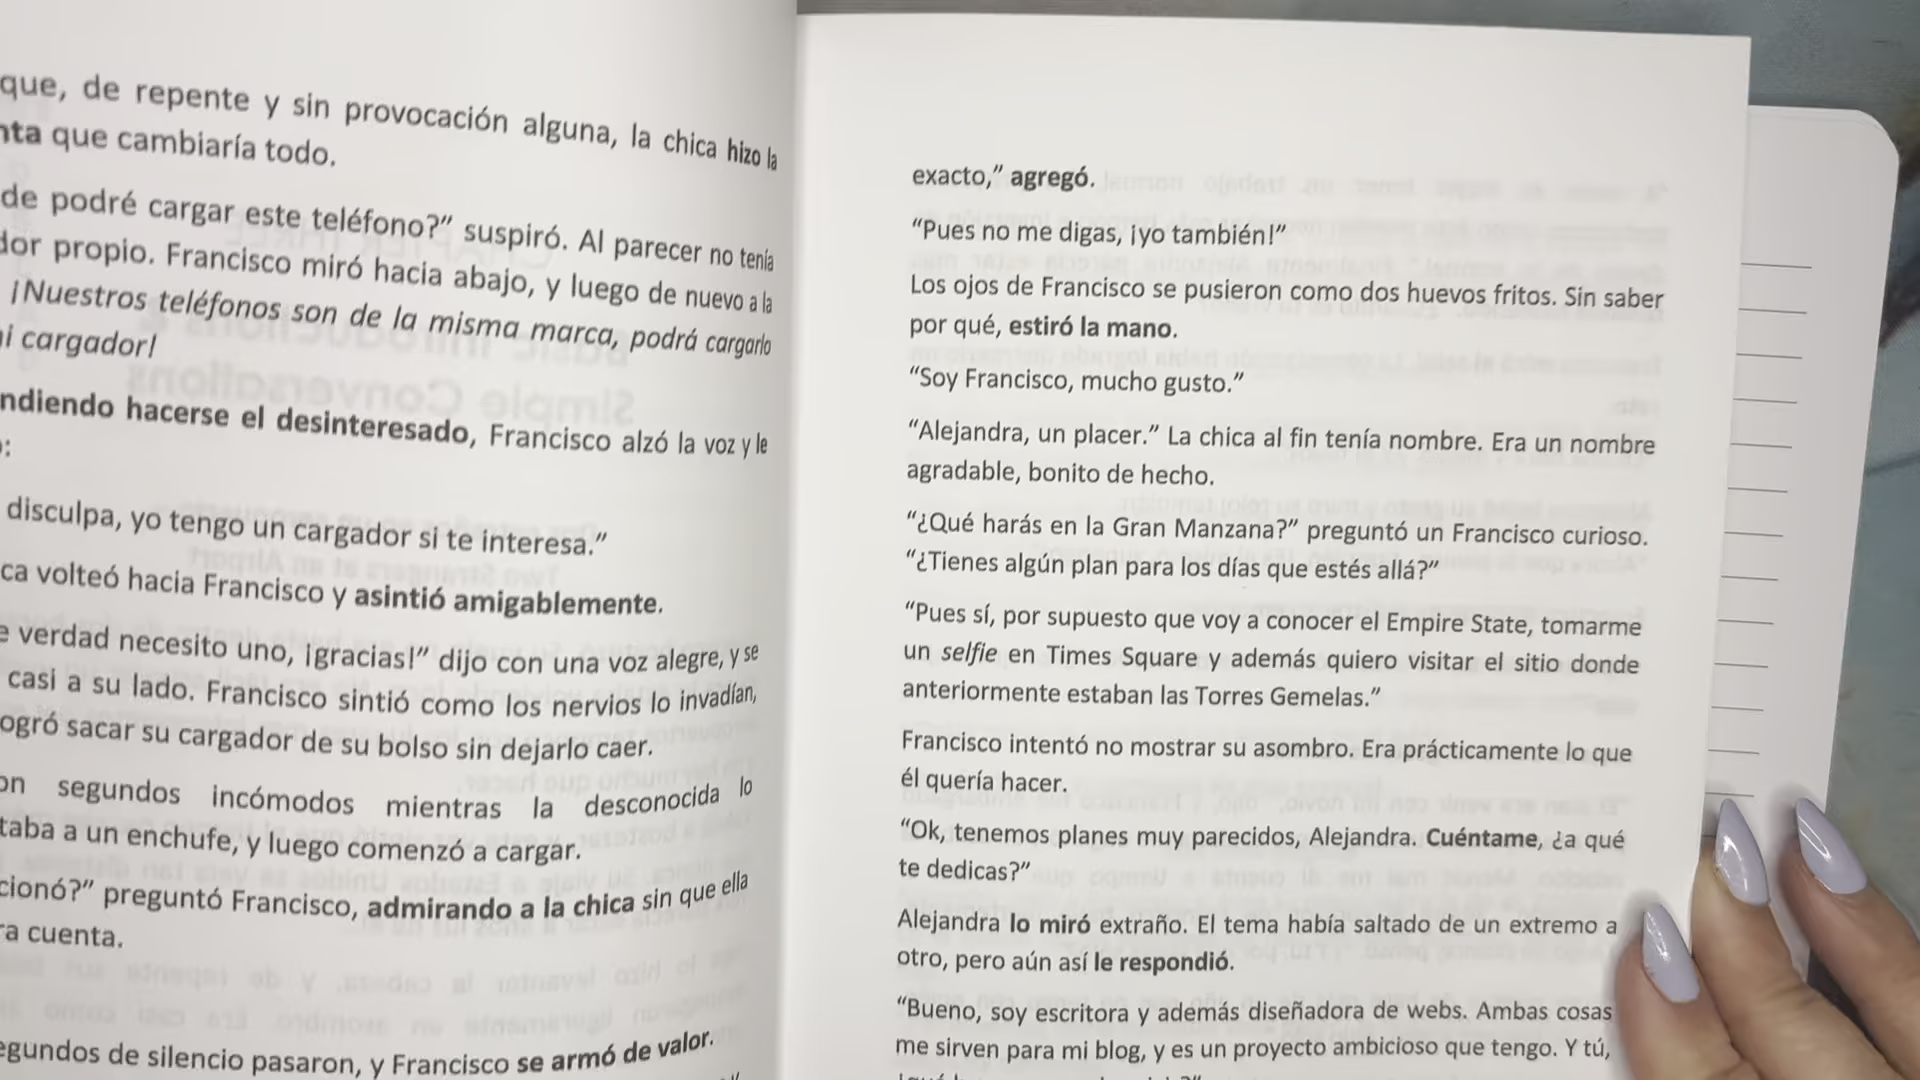 que, de repente y sin provocación alguna, la chica hizo la
que cambiaría todo.
de podré cargar este teléfono?” suspiró. Al parecer no tenía
propio. Francisco miró hacia abajo, y luego de nuevo a la
¡Nuestros teléfonos son de la misma marca, podrá cargarlo
cargador!
hacerse el desinteresado, Francisco alzó la voz y le
disculpa, yo tengo un cargador si te interesa.”
volteó hacia Francisco y asintió amigablemente.
verdad necesito uno, ¡gracias!” dijo con una voz alegre, y se
casi a su lado. Francisco sintió como los nervios lo invadían,
sacar su cargador de su bolso sin dejarlo caer.
segundos incómodos mientras la desconocida lo
a un enchufe, y luego comenzó a cargar.
preguntó Francisco, admirando a la chica sin que ella
cuenta.
de silencio pasaron, y Francisco se armó de valor.
exacto,” agregó.
“Pues no me digas, ¡yo también!”
Los ojos de Francisco se pusieron como dos huevos fritos. Sin saber
por qué, estiró la mano.
“Soy Francisco, mucho gusto.”
“Alejandra, un placer.” La chica al fin tenía nombre. Era un nombre
agradable, bonito de hecho.
“¿Qué harás en la Gran Manzana?” preguntó un Francisco curioso.
“¿Tienes algún plan para los días que estés allá?”
“Pues sí, por supuesto que voy a conocer el Empire State, tomarme
un selfie en Times Square y además quiero visitar el sitio donde
anteriormente estaban las Torres Gemelas.”
Francisco intentó no mostrar su asombro. Era prácticamente lo que
él quería hacer.
“Ok, tenemos planes muy parecidos, Alejandra. Cuéntame, ¿a qué
te dedicas?”
Alejandra lo miró extraño. El tema había saltado de un extremo a
otro, pero aún así le respondió.
“Bueno, soy escritora y además diseñadora de webs. Ambas cosas
me sirven para mi blog, y es un proyecto ambicioso que tengo. Y tú,